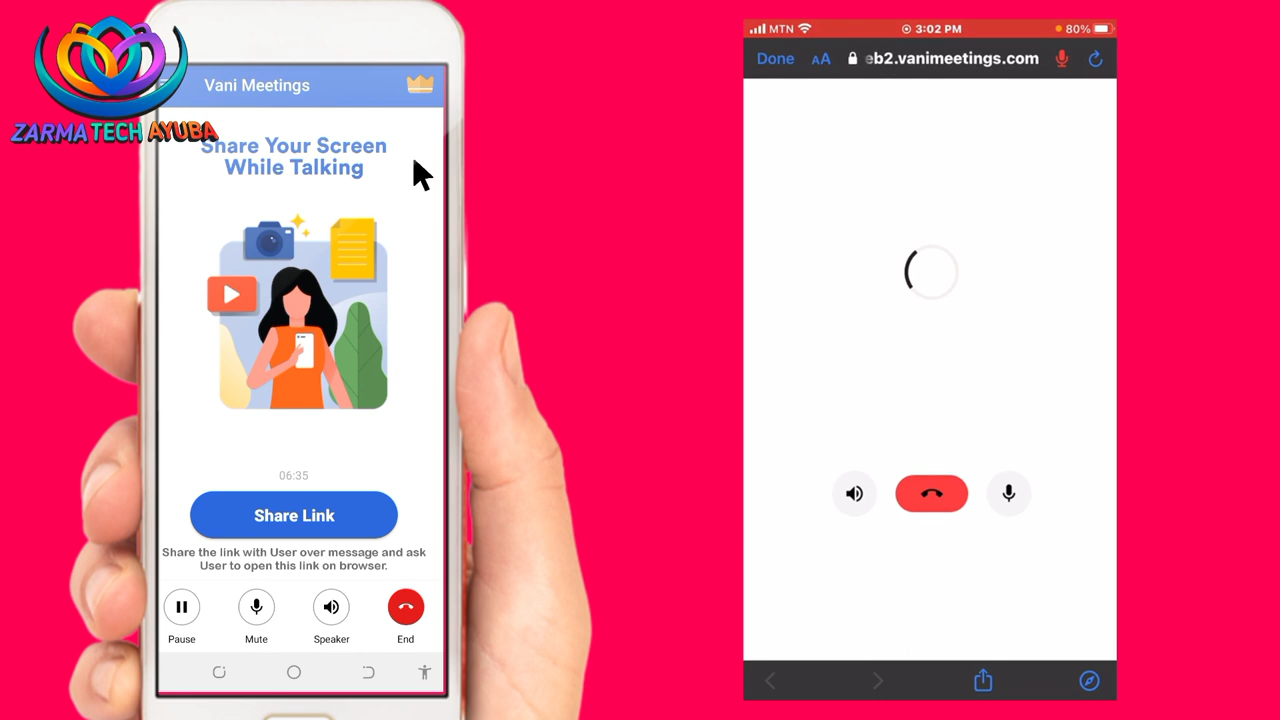 ZARMA TECH AYUBA
Vani Meetings
Share Your Screen
While Talking
06:35
Share Link
Share the link with User over message and ask
User to open this link on browser.
Pause
Mute
Speaker
End
MTN
3:02 PM
80%
Done
AA
eb2.vanimeetings.com